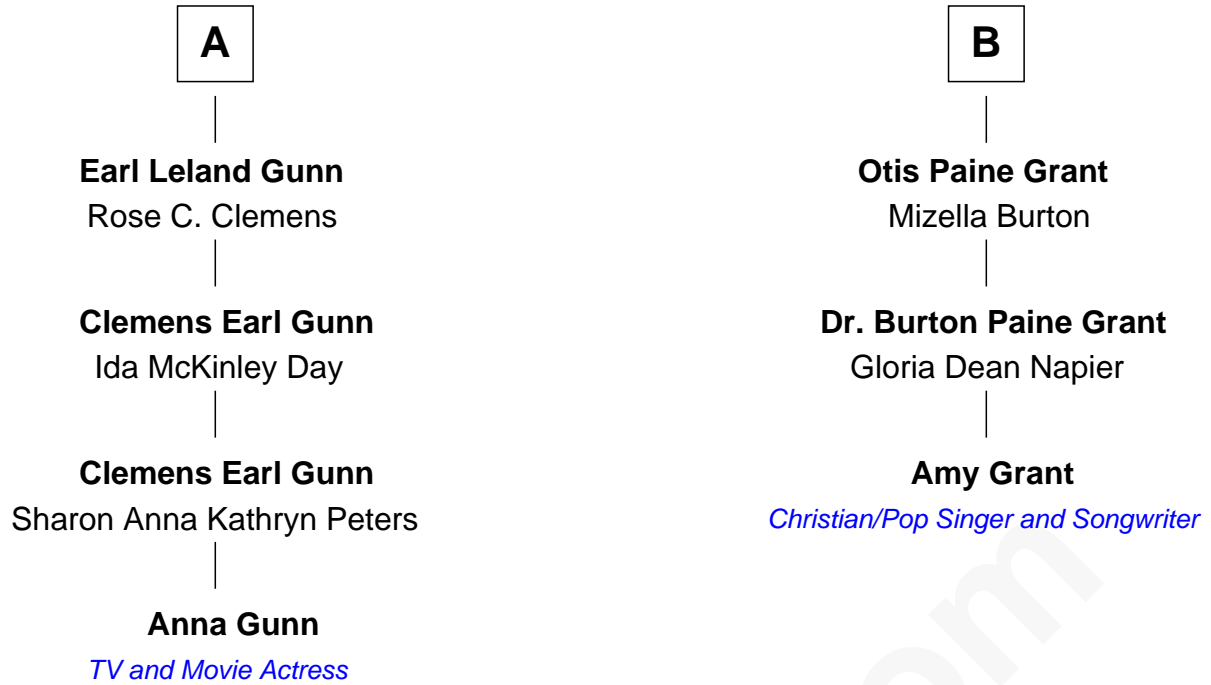 A
Earl Leland Gunn
Rose C. Clemens
Clemens Earl Gunn
Ida McKinley Day
Clemens Earl Gunn
Sharon Anna Kathryn Peters
Anna Gunn
TV and Movie Actress
B
Otis Paine Grant
Mizella Burton
Dr. Burton Paine Grant
Gloria Dean Napier
Amy Grant
Christian/Pop Singer and Songwriter
om